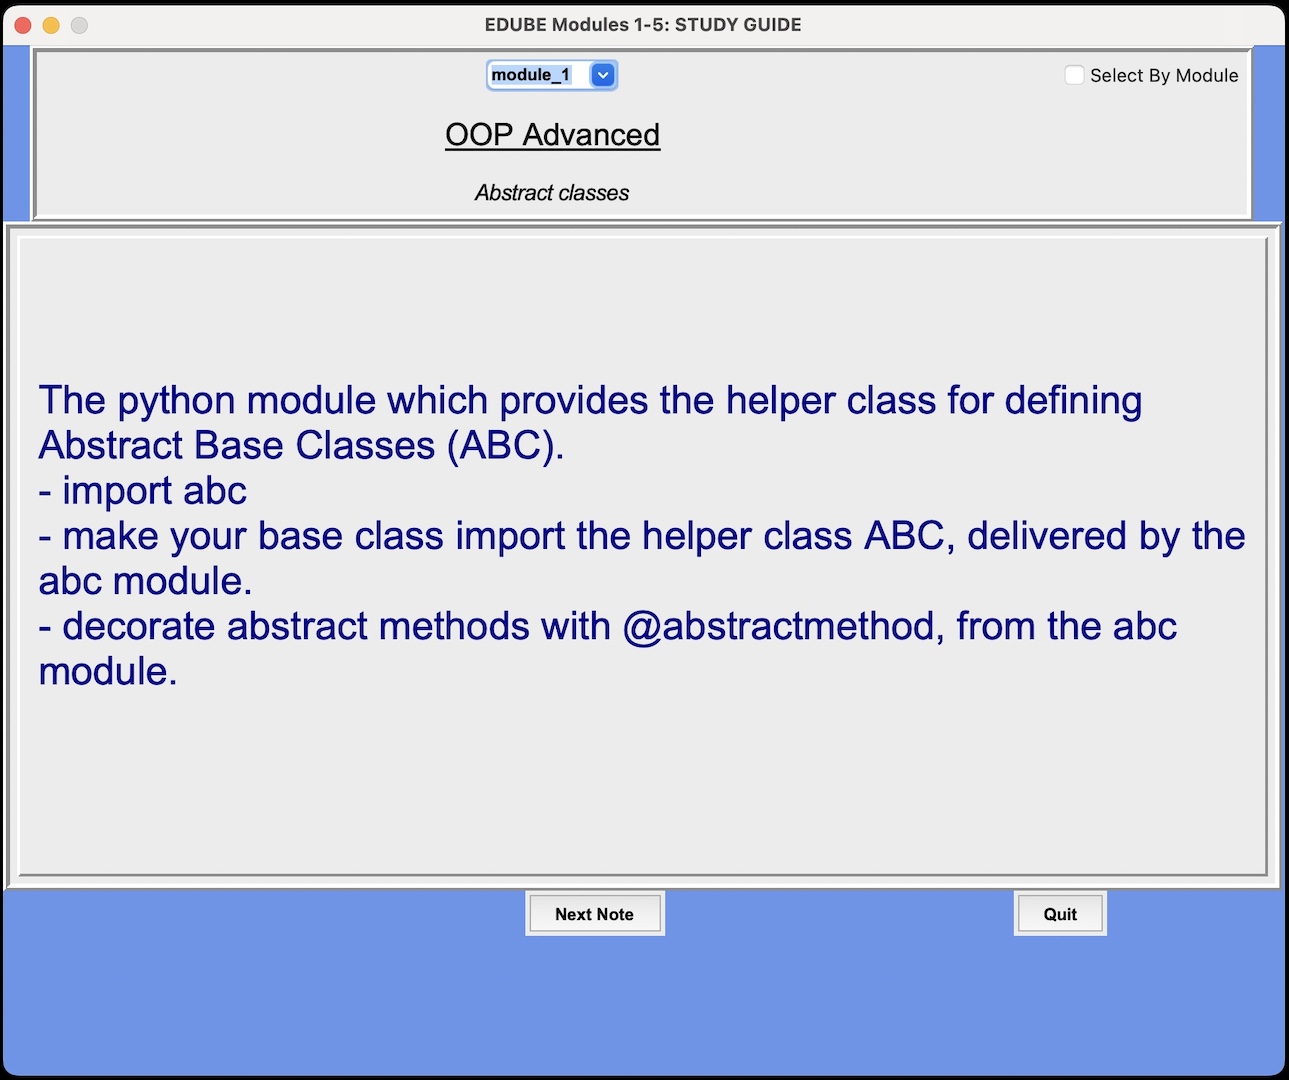 EDUBE Modules 1-5: STUDY GUIDE
module_1
Select By Module
OOP Advanced
Abstract classes
The python module which provides the helper class for defining
Abstract Base Classes (ABC).
- import abc
- make your base class import the helper class ABC, delivered by the
abc module.
- decorate abstract methods with @abstractmethod, from the abc
module.
Next Note
Quit